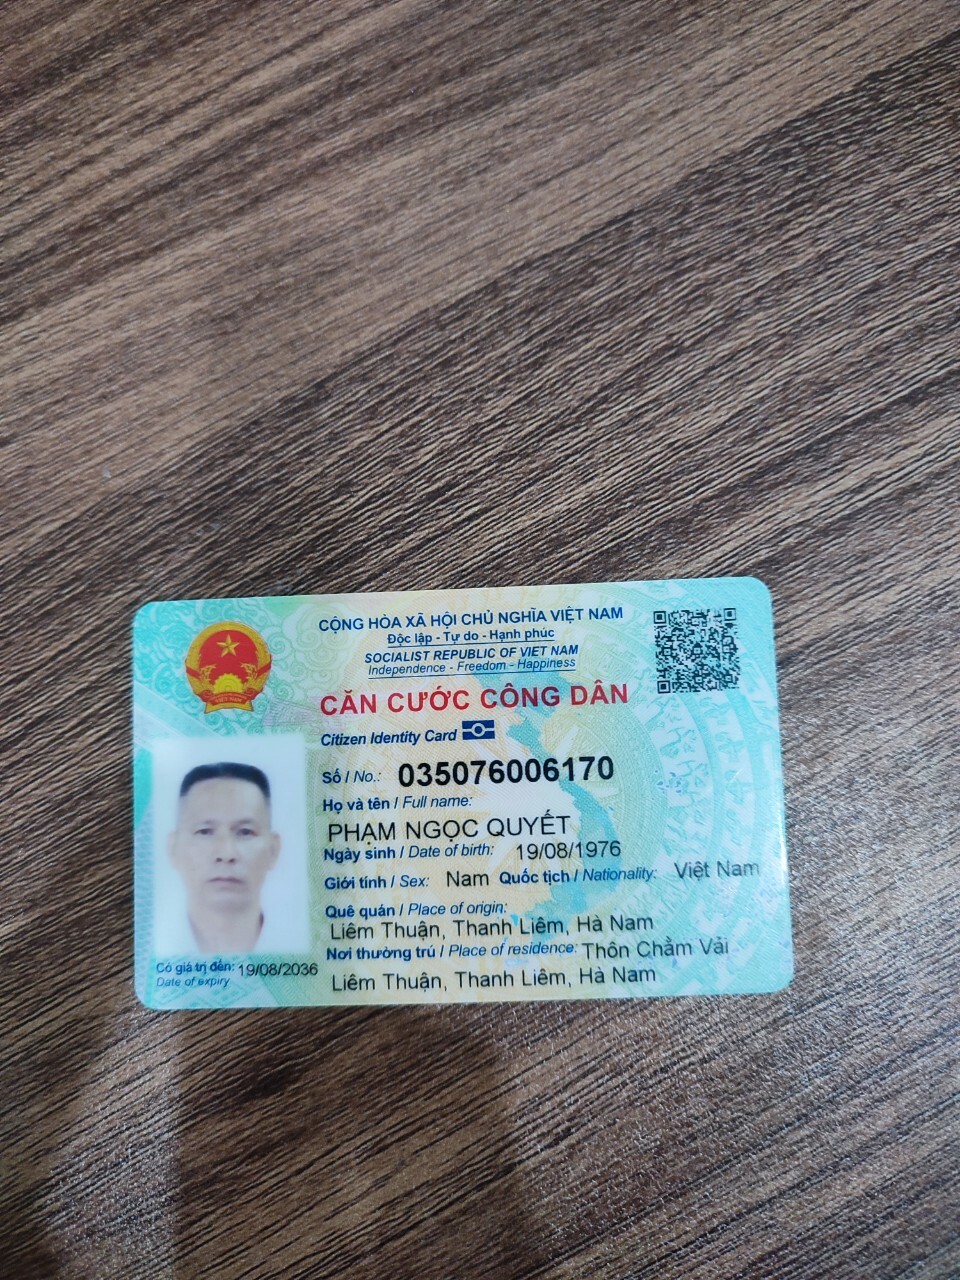 CỘNG HÒA XÃ HỘI CHỦ NGHĨA VIỆT NAM
Độc lập - Tự do - Hạnh phúc
SOCIALIST REPUBLIC OF VIET NAM
Independence - Freedom - Happiness
CĂN CƯỚC CÔNG DÂN
Citizen Identity Card
Số / No.: 035076006170
Họ và tên / Full name:
PHẠM NGỌC QUYẾT
Ngày sinh / Date of birth: 19/08/1976
Giới tính / Sex: Nam Quốc tịch / Nationality: Việt Nam
Quê quán / Place of origin:
Liêm Thuận, Thanh Liêm, Hà Nam
Nơi thường trú / Place of residence: Thôn Chằm Vải
Liêm Thuận, Thanh Liêm, Hà Nam
Có giá trị đến: 19/08/2036
Date of expiry